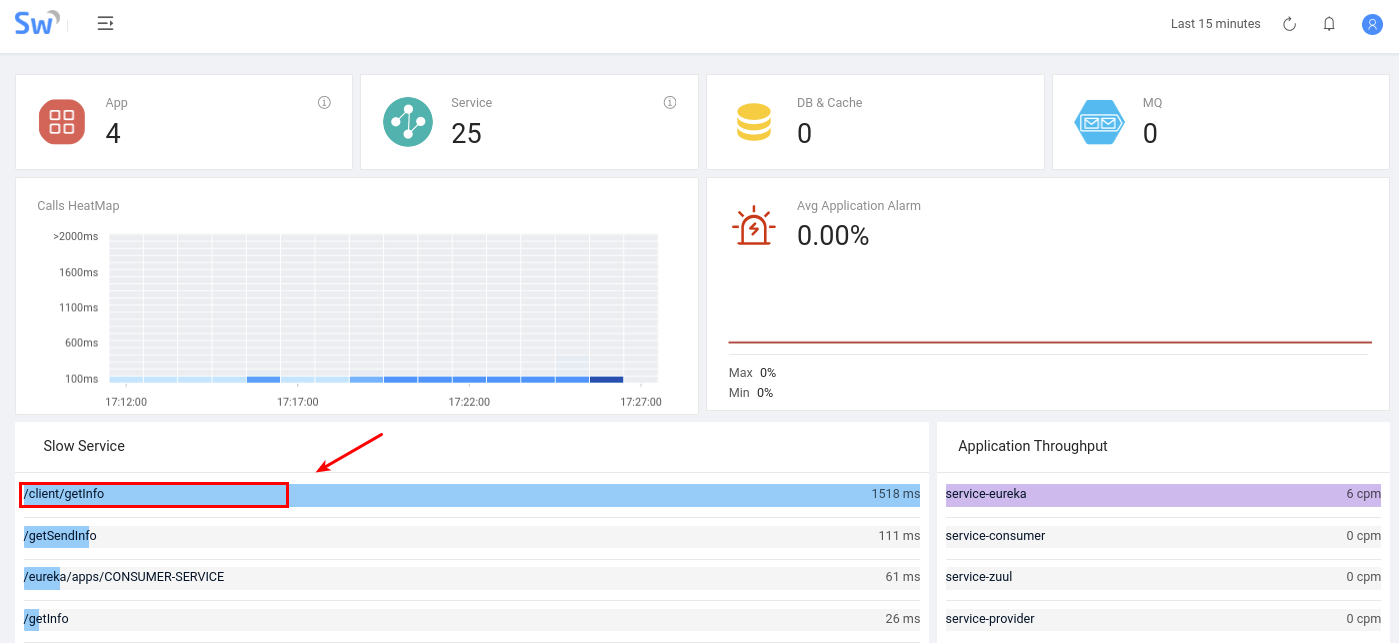 Sw
Last 15 minutes
App
4
Service
25
DB & Cache
0
MQ
0
Calls HeatMap
>2000ms
1600ms
1100ms
600ms
100ms
17:12:00
17:17:00
17:22:00
17:27:00
Avg Application Alarm
0.00%
Max 0%
Min 0%
Slow Service
/client/getInfo 1518 ms
/getSendInfo 111 ms
/eureka/apps/CONSUMER-SERVICE 61 ms
/getInfo 26 ms
Application Throughput
service-eureka 6 cpm
service-consumer 0 cpm
service-zuul 0 cpm
service-provider 0 cpm